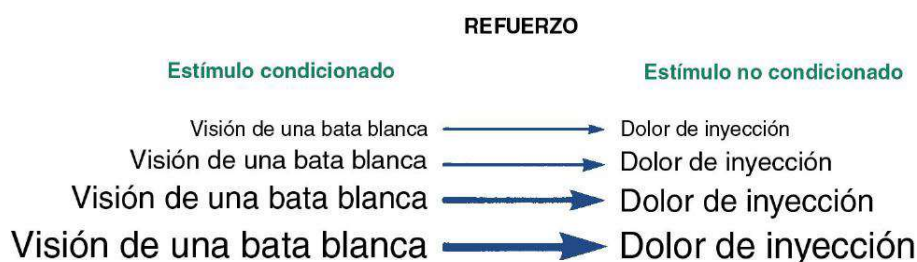 REFUERZO
Estímulo condicionado Estímulo no condicionado
Visión de una bata blanca Dolor de inyección
Visión de una bata blanca Dolor de inyección
Visión de una bata blanca Dolor de inyección
Visión de una bata blanca Dolor de inyección